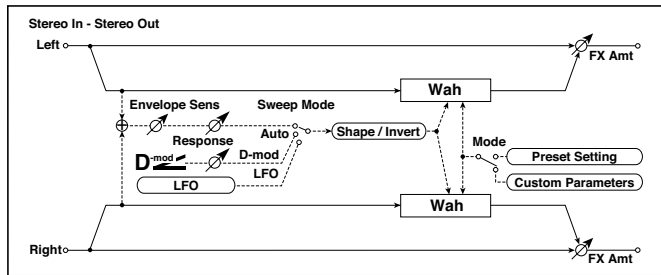 Stereo In - Stereo Out
Left
FX Amt
Wah
Envelope Sens
Sweep Mode
Auto
Shape / Invert
Response
D-mod
D-mod
LFO
LFO
Mode
Preset Setting
Custom Parameters
Wah
Right
FX Amt